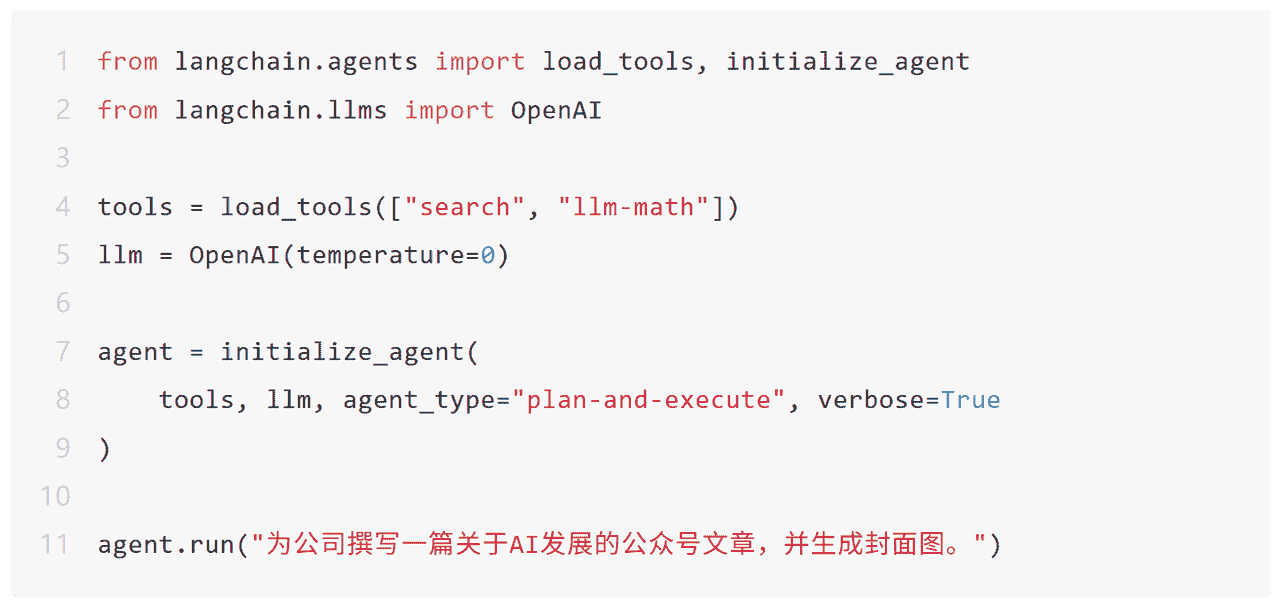 1 from langchain.agents import load_tools, initialize_agent
2 from langchain.llms import OpenAI
3
4 tools = load_tools(["search", "llm-math"])
5 llm = OpenAI(temperature=0)
6
7 agent = initialize_agent(
8     tools, llm, agent_type="plan-and-execute", verbose=True
9 )
10
11 agent.run("为公司撰写一篇关于AI发展的公众号文章，并生成封面图。")